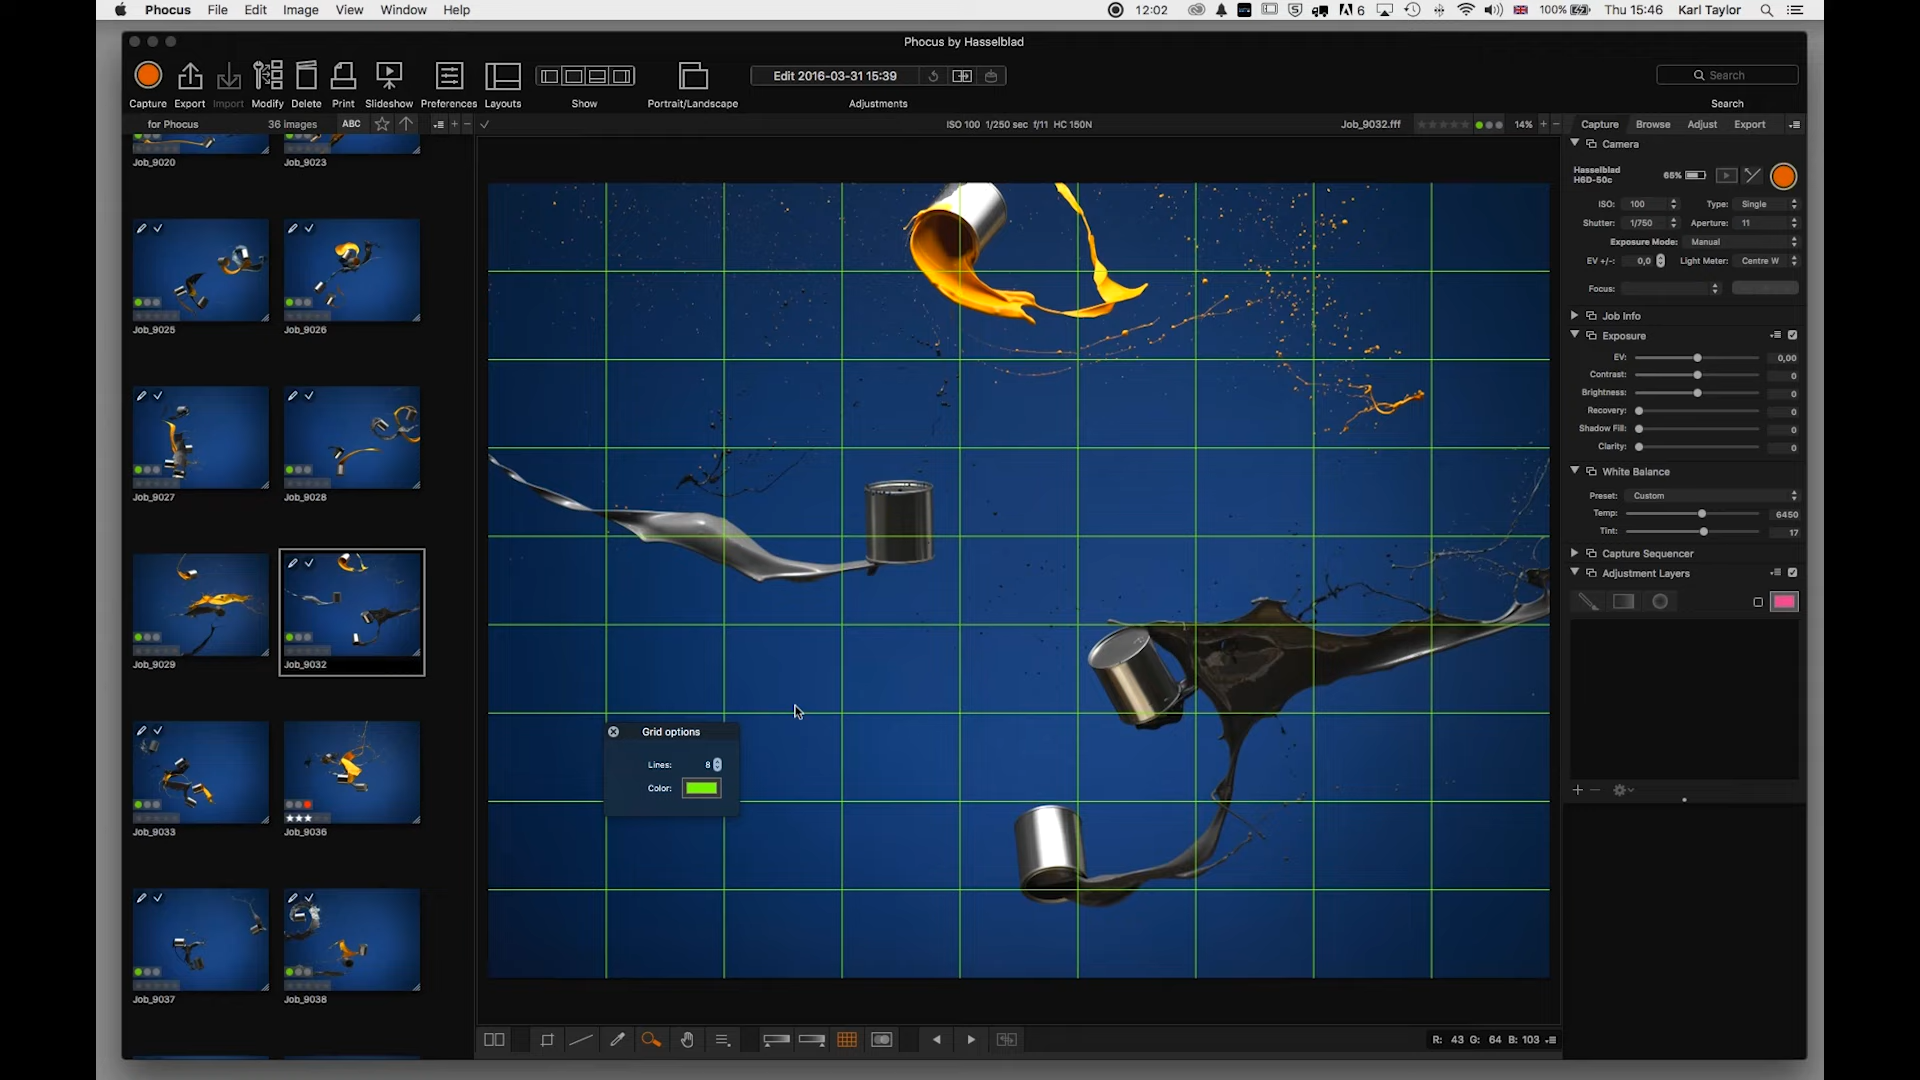 Phocus File Edit Image View Window Help
12:02 6 100% Thu 15:46 Karl Taylor
Phocus by Hasselblad
Edit 2016-03-31 15:39
Search
Capture Export Import Modify Delete Print Slideshow Preferences Layouts Show Portrait/Landscape Adjustments Search
for Phocus 36 images ABC
ISO 100 1/250 sec f/11 HC 150N
Job_9032.fff 14%
Capture Browse Adjust Export
Job_9020 Job_9023
Job_9025 Job_9026
Job_9027 Job_9028
Job_9029 Job_9032
Job_9033 Job_9036
Job_9037 Job_9038
Grid options
Lines: 8
Color:
Camera
Hasselblad
H6D-50c
65%
ISO: 100 Type: Single
Shutter: 1/750 Aperture: 11
Exposure Mode: Manual
EV +/-: 0,0 Light Meter: Centre W
Focus:
Job Info
Exposure
EV: 0,00
Contrast: 0
Brightness: 0
Recovery: 0
Shadow Fill: 0
Clarity: 0
White Balance
Preset: Custom
Temp: 6450
Tint: 17
Capture Sequencer
Adjustment Layers
R: 43 G: 64 B: 103